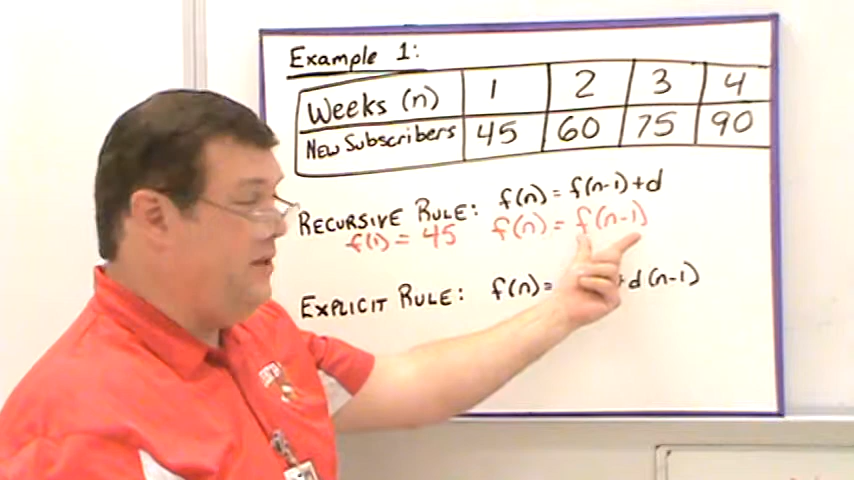 Example 1:
Weeks (n) 1 2 3 4
New Subscribers 45 60 75 90
f(n) = f(n-1)+d
RECURSIVE RULE: f(n) = f(n-1)
f(1) = 45
EXPLICIT RULE: f(n) = +d(n-1)